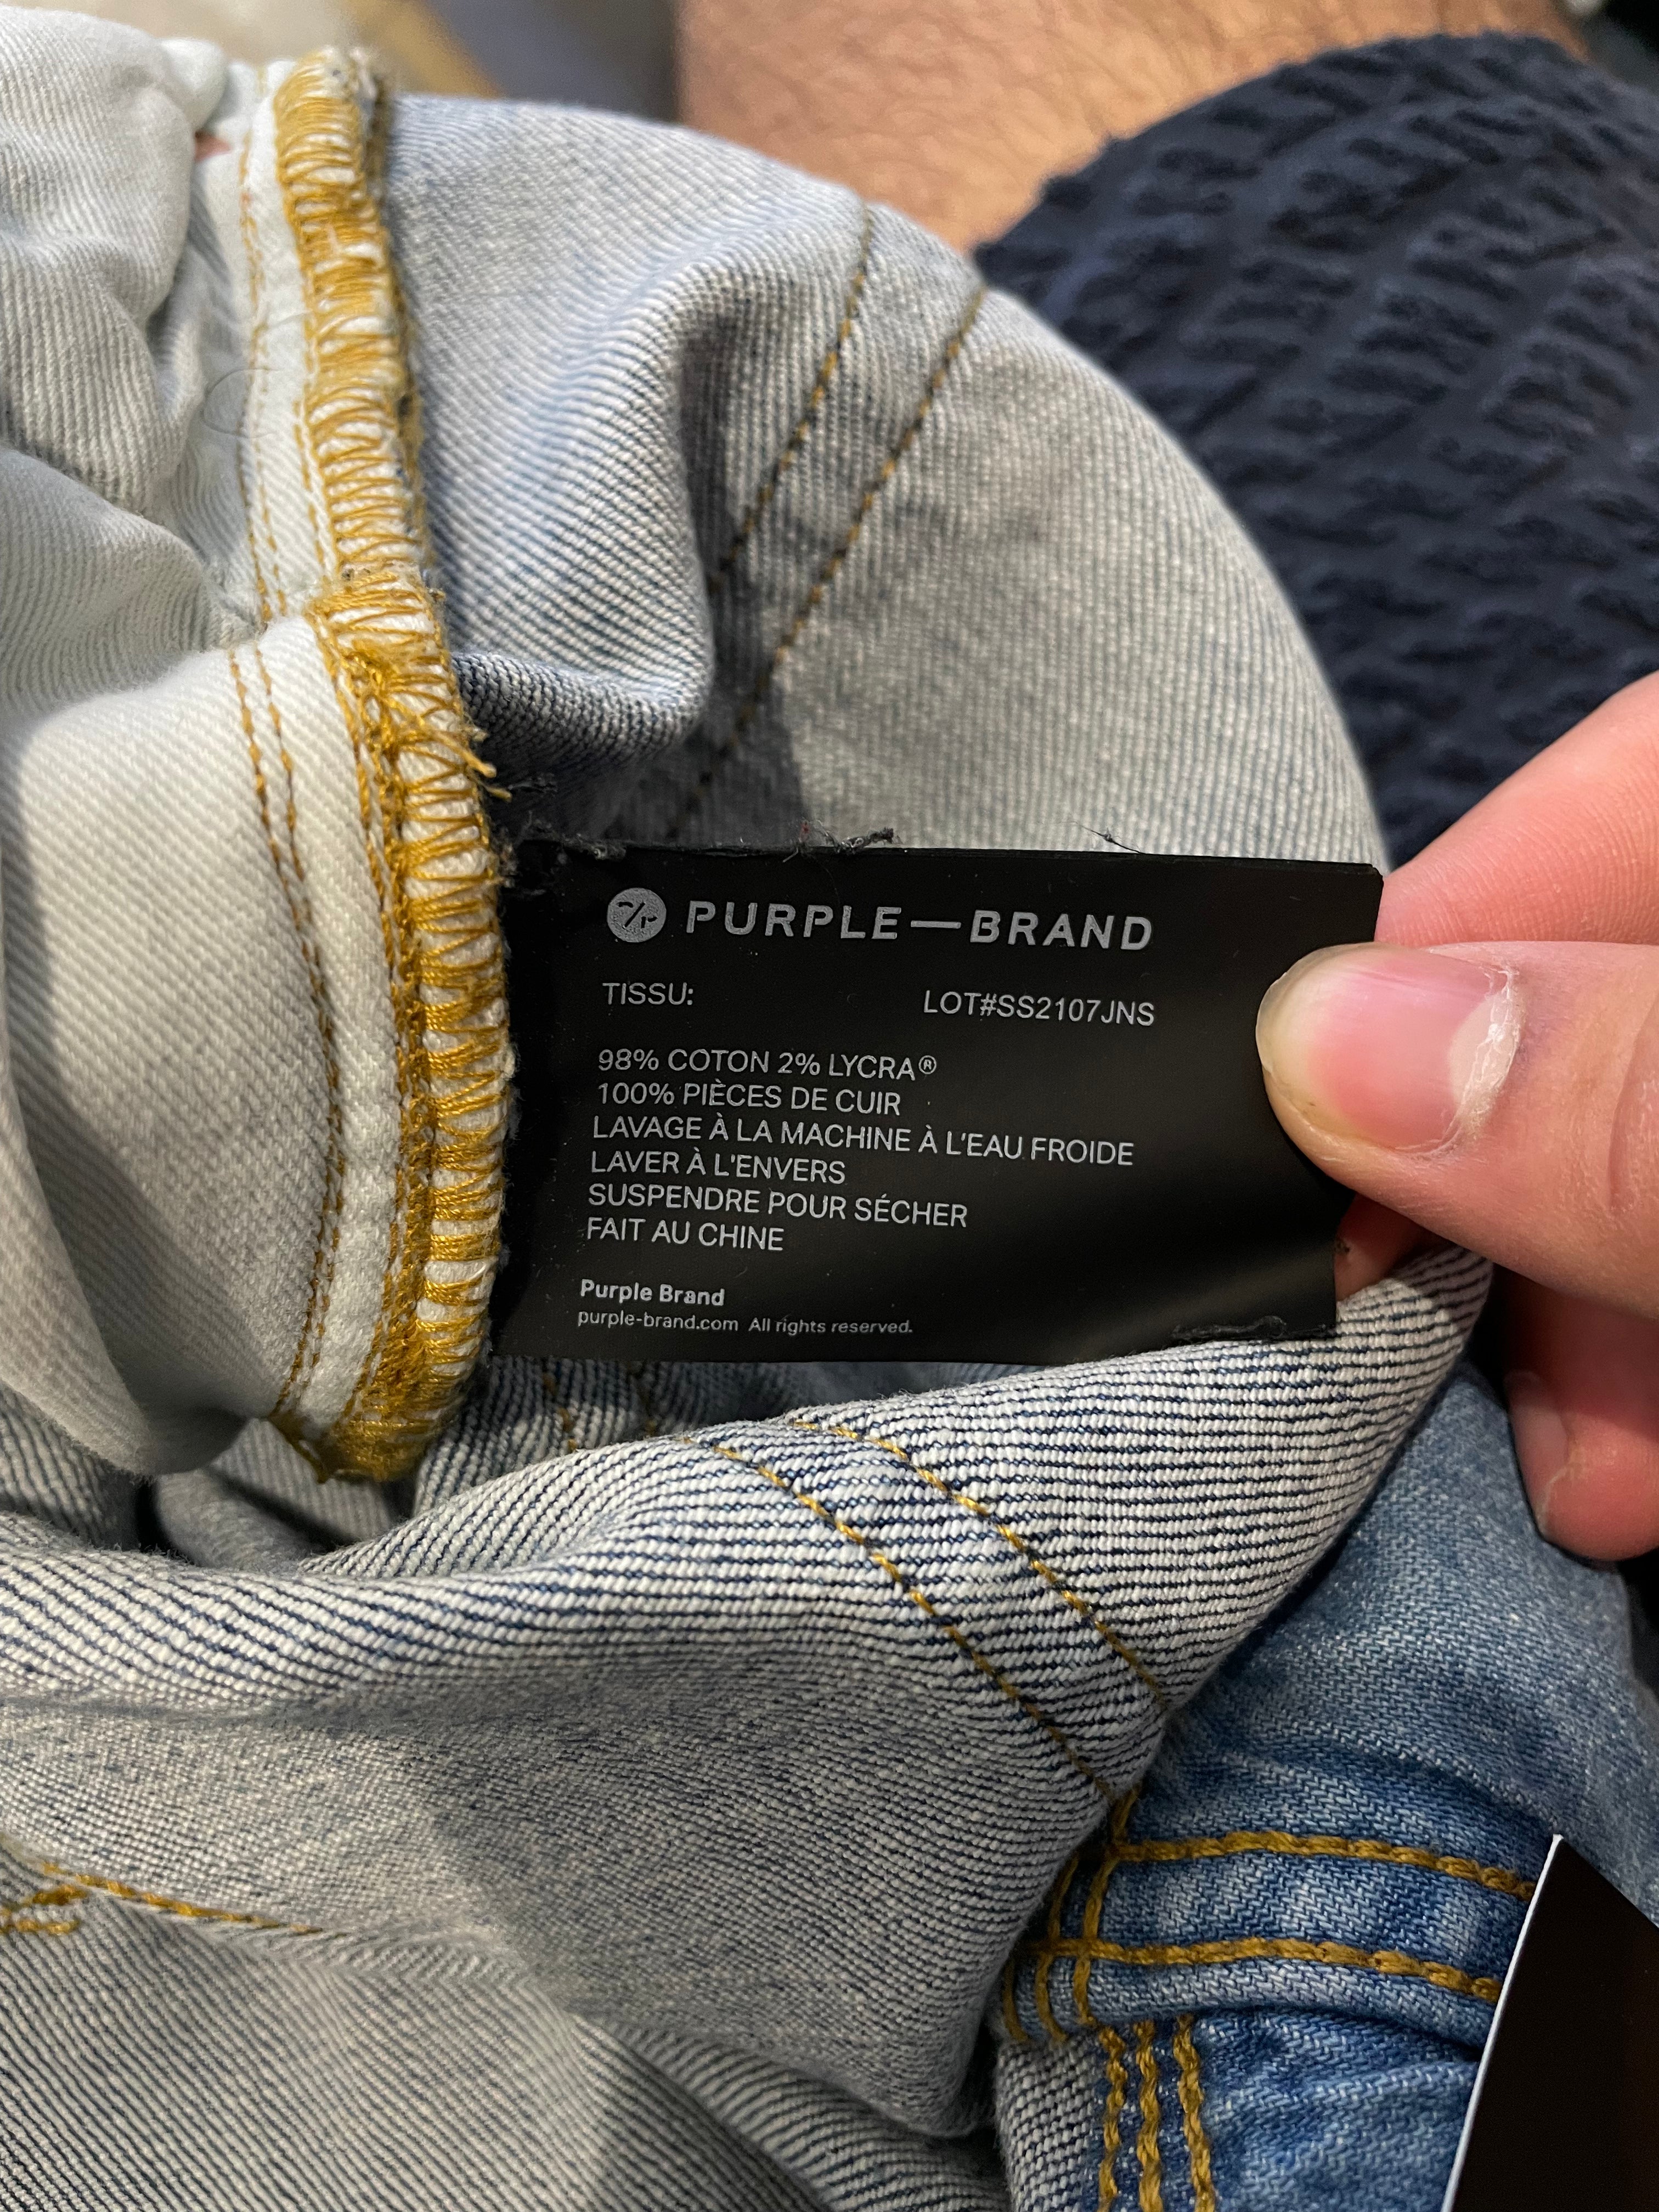 PURPLE—BRAND
TISSU: LOT#SS2107JNS
98% COTON 2% LYCRA®
100% PIÈCES DE CUIR
LAVAGE À LA MACHINE À L'EAU FROIDE
LAVER À L'ENVERS
SUSPENDRE POUR SÉCHER
FAIT AU CHINE
Purple Brand
purple-brand.com All rights reserved.